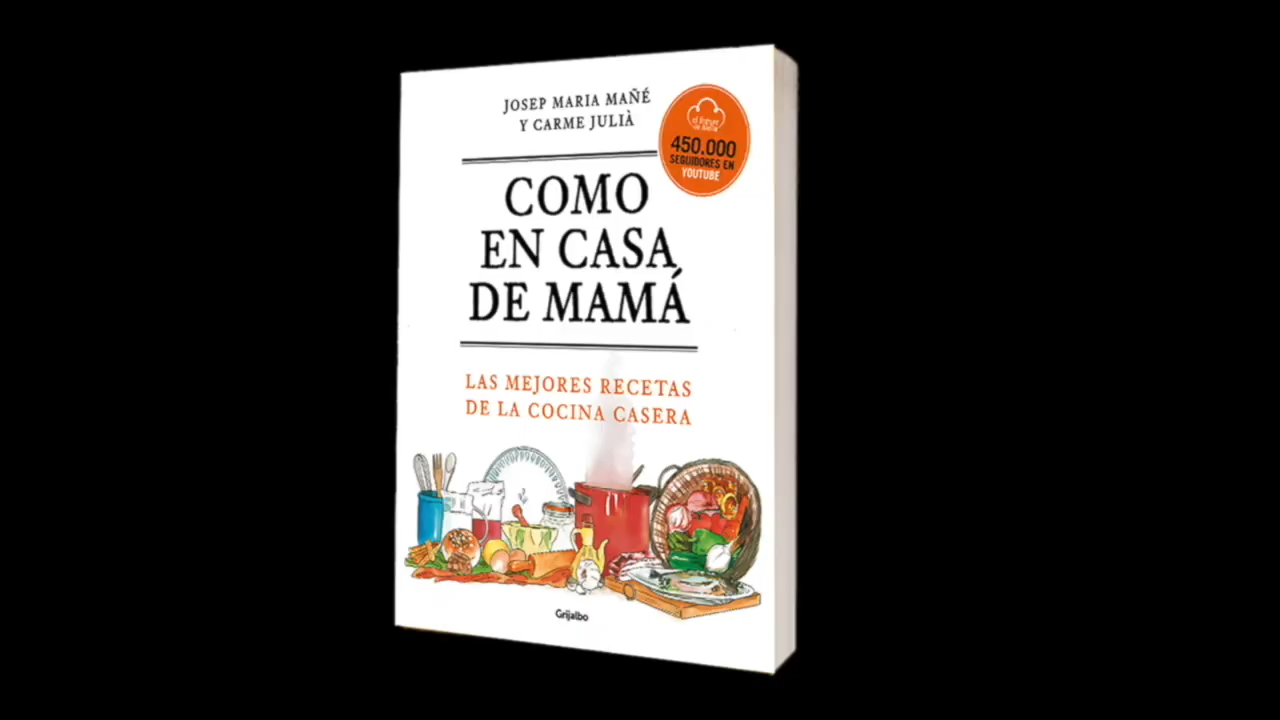 JOSEP MARIA MAÑÉ
Y CARME JULIÀ
450.000
SEGUIDORES EN
YOUTUBE
COMO
EN CASA
DE MAMÁ
LAS MEJORES RECETAS
DE LA COCINA CASERA
Grijalbo